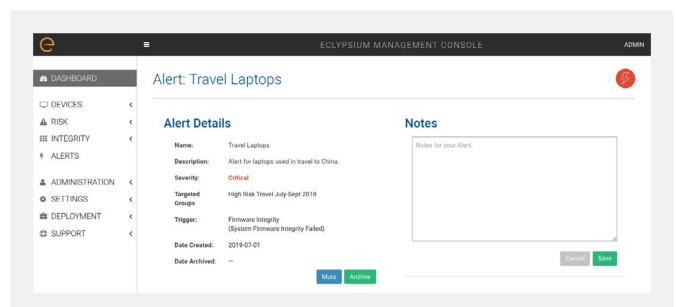 e
ECLYPSIUM MANAGEMENT CONSOLE
ADMIN
DASHBOARD
DEVICES
RISK
INTEGRITY
ALERTS
ADMINISTRATION
SETTINGS
DEPLOYMENT
SUPPORT
Alert: Travel Laptops
Alert Details
Name: Travel Laptops
Description: Alert for laptops used in travel to China.
Severity: Critical
Targeted Groups High Risk Travel July-Sept 2018
Trigger: Firmware Integrity
(System Firmware Integrity Failed)
Date Created: 2019-07-01
Date Archived: —
Mute Archive
Notes
Notes for your Alert.
Cancel Save